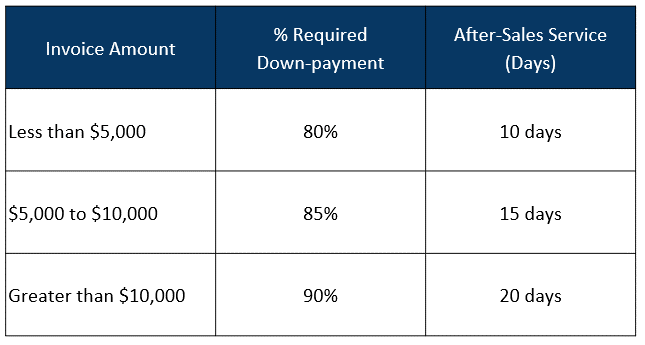 Invoice Amount
% Required
Down-payment
After-Sales Service
(Days)
Less than $5,000
80%
10 days
$5,000 to $10,000
85%
15 days
Greater than $10,000
90%
20 days